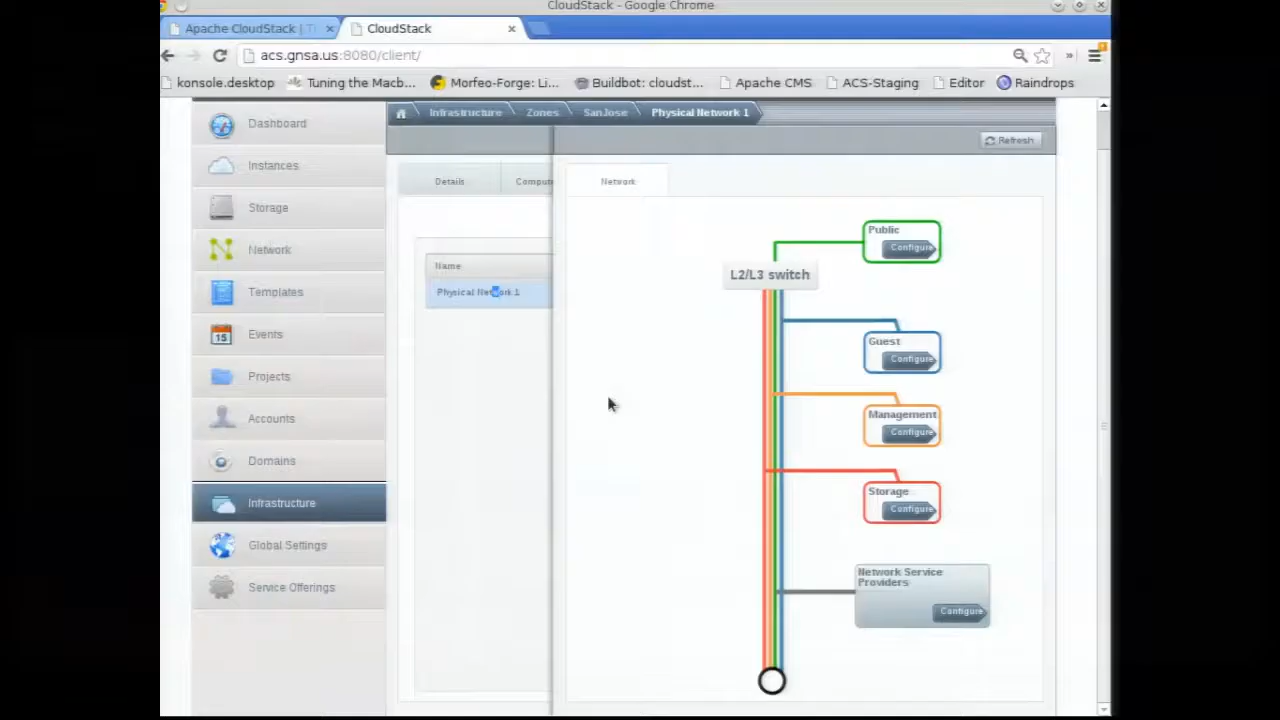 CloudStack - Google Chrome
Apache CloudStack | T
CloudStack
acs.gnsa.us:8080/client/
konsole.desktop
Tuning the Macb...
Morfeo-Forge: Li...
Buildbot: cloudst...
Apache CMS
ACS-Staging
Editor
Raindrops
Infrastructure
Zones
SanJose
Physical Network 1
Refresh
Dashboard
Instances
Storage
Network
Templates
15
Events
Projects
Accounts
Domains
Infrastructure
Global Settings
Service Offerings
Details
Comput
Network
Name
Physical Network 1
L2/L3 switch
Public
Configure
Guest
Configure
Management
Configure
Storage
Configure
Network Service
Providers
Configure